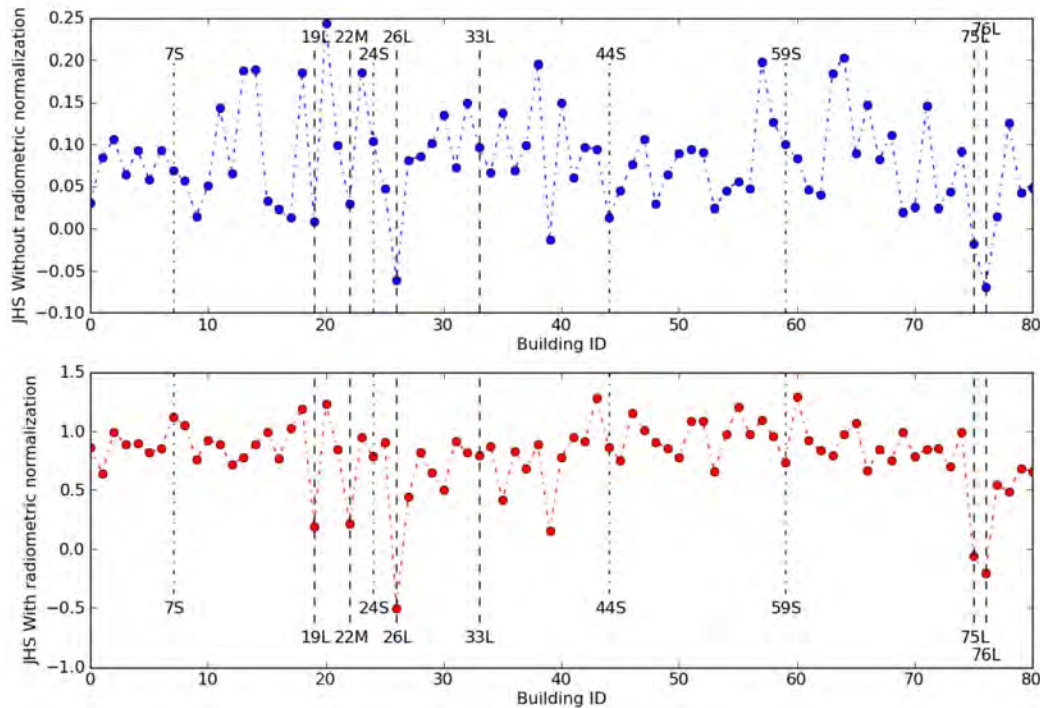 0.25
0.20
0.15
0.10
0.05
0.00
−0.05
−0.10
JHS Without radiometric normalization
7S
19L
22M
24S
26L
33L
44S
59S
75L
76L
0 10 20 30 40 50 60 70 80
Building ID
1.5
1.0
0.5
0.0
−0.5
−1.0
JHS With radiometric normalization
7S
19L
22M
24S
26L
33L
44S
59S
75L
76L
0 10 20 30 40 50 60 70 80
Building ID